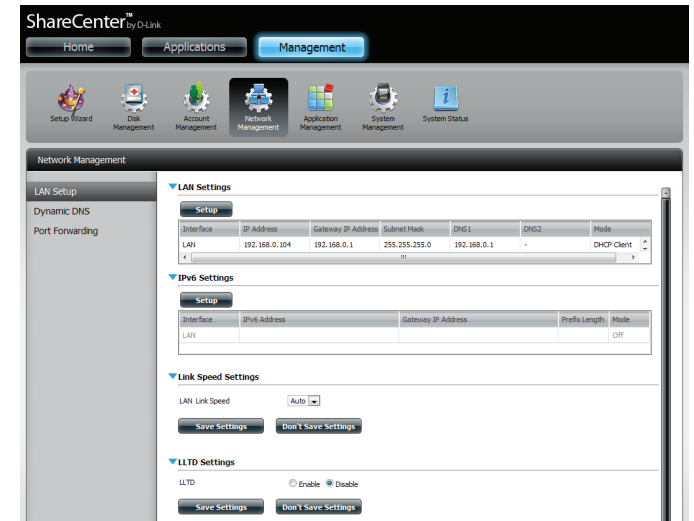 ShareCenter™ by D-Link
Home Applications Management
Setup Wizard
Disk Management
Account Management
Network Management
Application Management
System Management
System Status
Network Management
LAN Setup
Dynamic DNS
Port Forwarding
LAN Settings
Setup
Interface IP Address Gateway IP Address Subnet Mask DNS1 DNS2 Mode
LAN 192.168.0.104 192.168.0.1 255.255.255.0 192.168.0.1 - DHCP Client
IPv6 Settings
Setup
Interface IPv6 Address Gateway IP Address Prefix Length Mode
LAN Off
Link Speed Settings
LAN Link Speed Auto
Save Settings Don't Save Settings
LLTD Settings
LLTD Enable Disable
Save Settings Don't Save Settings